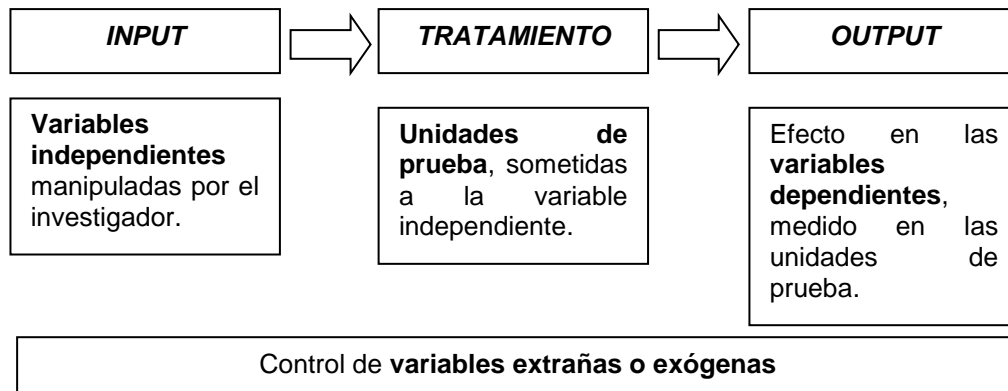 INPUT
TRATAMIENTO
OUTPUT
Variables
independientes
manipuladas por el
investigador.
Unidades de
prueba, sometidas
a la variable
independiente.
Efecto en las
variables
dependientes,
medido en las
unidades de
prueba.
Control de variables extrañas o exógenas